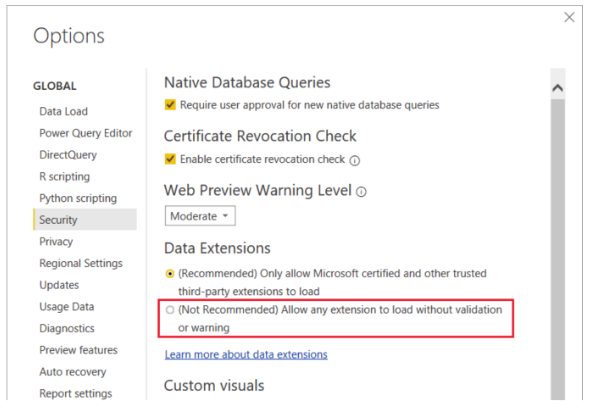 Options
GLOBAL
Data Load
Power Query Editor
DirectQuery
R scripting
Python scripting
Security
Privacy
Regional Settings
Updates
Usage Data
Diagnostics
Preview features
Auto recovery
Report settings
Native Database Queries
Require user approval for new native database queries
Certificate Revocation Check
Enable certificate revocation check
Web Preview Warning Level
Moderate
Data Extensions
(Recommended) Only allow Microsoft certified and other trusted
third-party extensions to load
(Not Recommended) Allow any extension to load without validation
or warning
Learn more about data extensions
Custom visuals